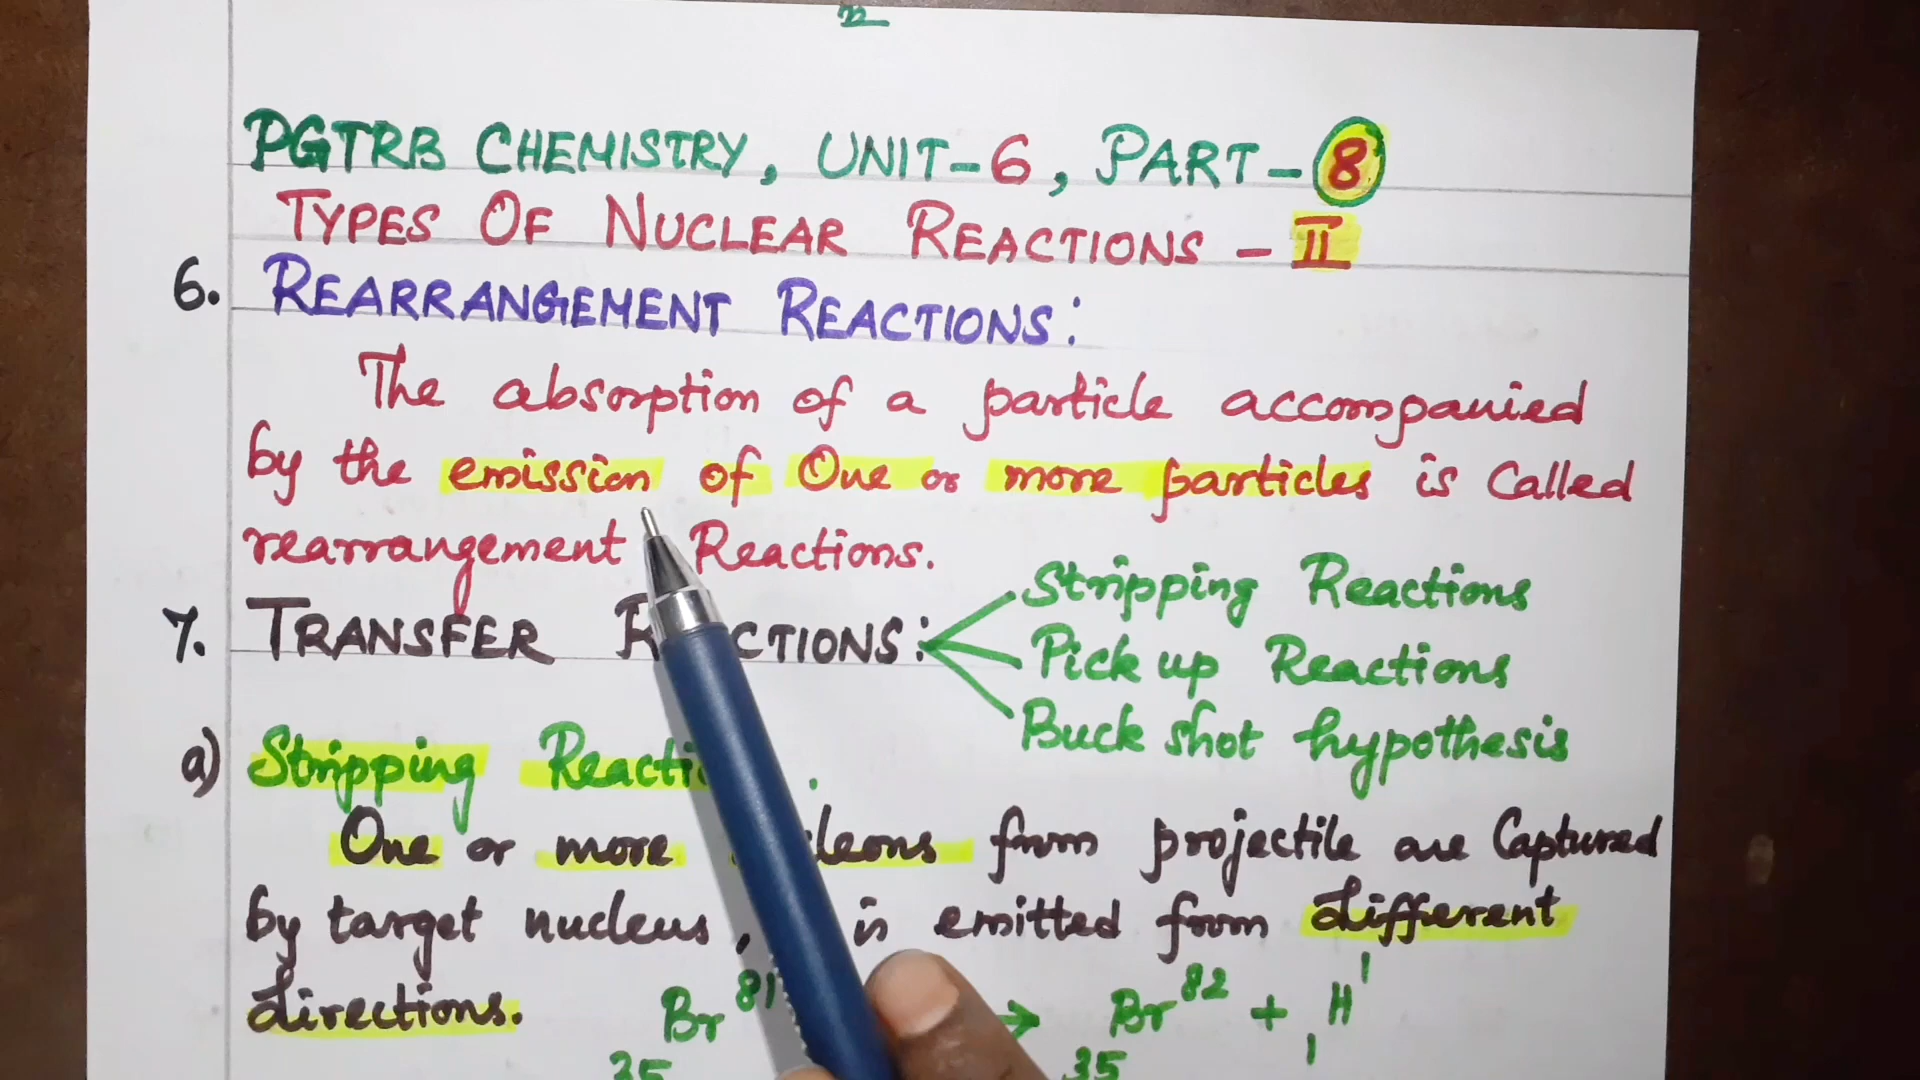 PGTRB CHEMISTRY, UNIT-6, PART-8
TYPES OF NUCLEAR REACTIONS - II
6. REARRANGEMENT REACTIONS:
The absorption of a particle accompanied
by the emission of One or more particles is Called
rearrangement Reactions.
7. TRANSFER CTIONS:
Stripping Reactions
Pick up Reactions
Buck shot hypothesis
a) Stripping Reacti
One or more leons from projectile are Captured
by target nucleus, is emitted from different
directions.
35 Br 81 → 35 Br 82 + 1 H 1